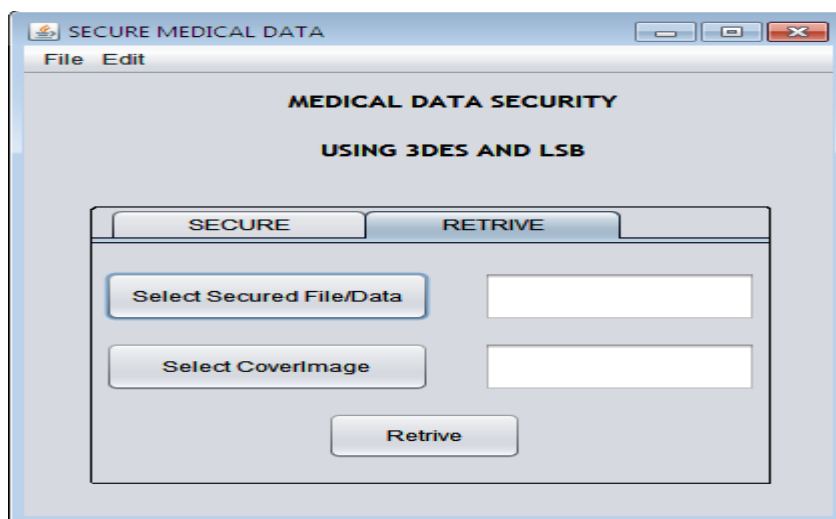 SECURE MEDICAL DATA
File Edit
MEDICAL DATA SECURITY
USING 3DES AND LSB
SECURE RETRIVE
Select Secured File/Data
Select CoverImage
Retrive